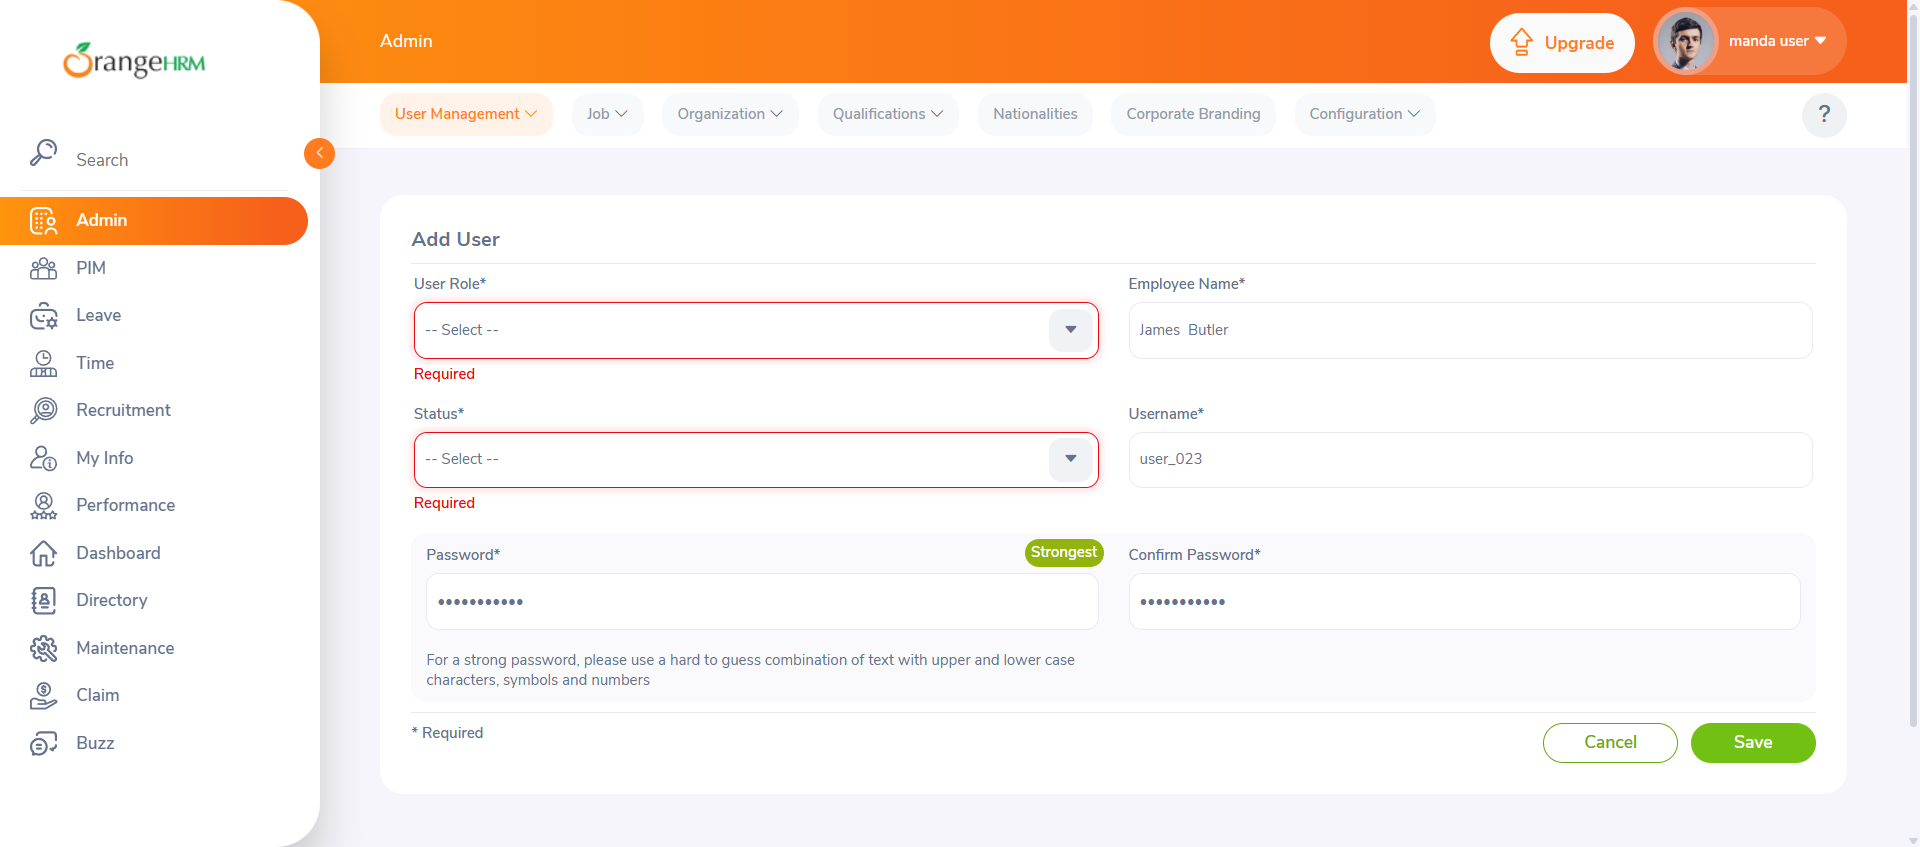 OrangeHRM
Search
Admin
PIM
Leave
Time
Recruitment
My Info
Performance
Dashboard
Directory
Maintenance
Claim
Buzz
Admin
Upgrade
manda user
User Management
Job
Organization
Qualifications
Nationalities
Corporate Branding
Configuration
?
Add User
User Role*
Employee Name*
-- Select --
James  Butler
Required
Status*
Username*
-- Select --
user_023
Required
Password*
Strongest
Confirm Password*
•••••••••••
•••••••••••
For a strong password, please use a hard to guess combination of text with upper and lower case
characters, symbols and numbers
* Required
Cancel
Save